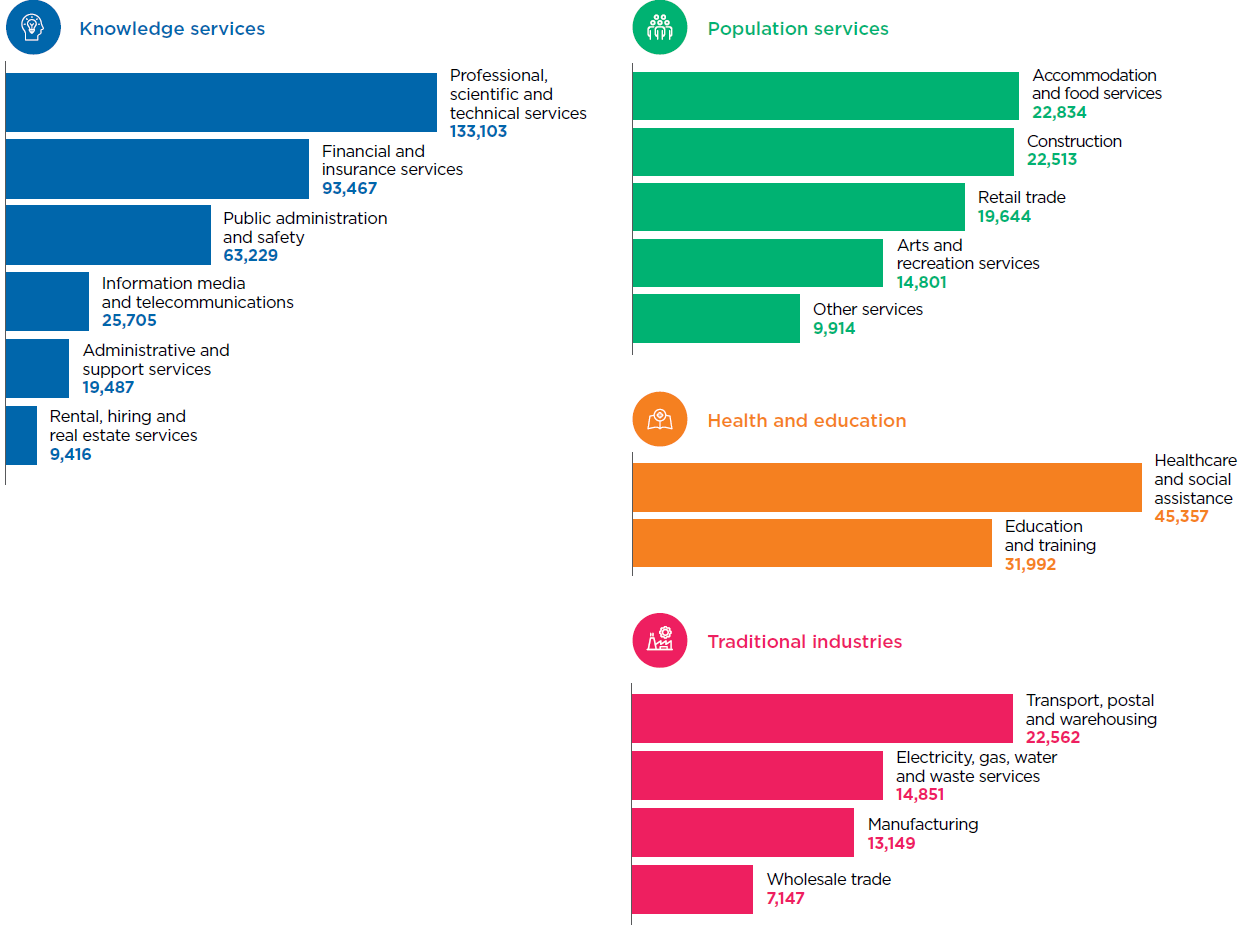 Knowledge services
Professional,
scientific and
technical services
133,103
Financial and
insurance services
93,467
Public administration
and safety
63,229
Information media
and telecommunications
25,705
Administrative and
support services
19,487
Rental, hiring and
real estate services
9,416
Population services
Accommodation
and food services
22,834
Construction
22,513
Retail trade
19,644
Arts and
recreation services
14,801
Other services
9,914
Health and education
Healthcare
and social
assistance
45,357
Education
and training
31,992
Traditional industries
Transport, postal
and warehousing
22,562
Electricity, gas, water
and waste services
14,851
Manufacturing
13,149
Wholesale trade
7,147